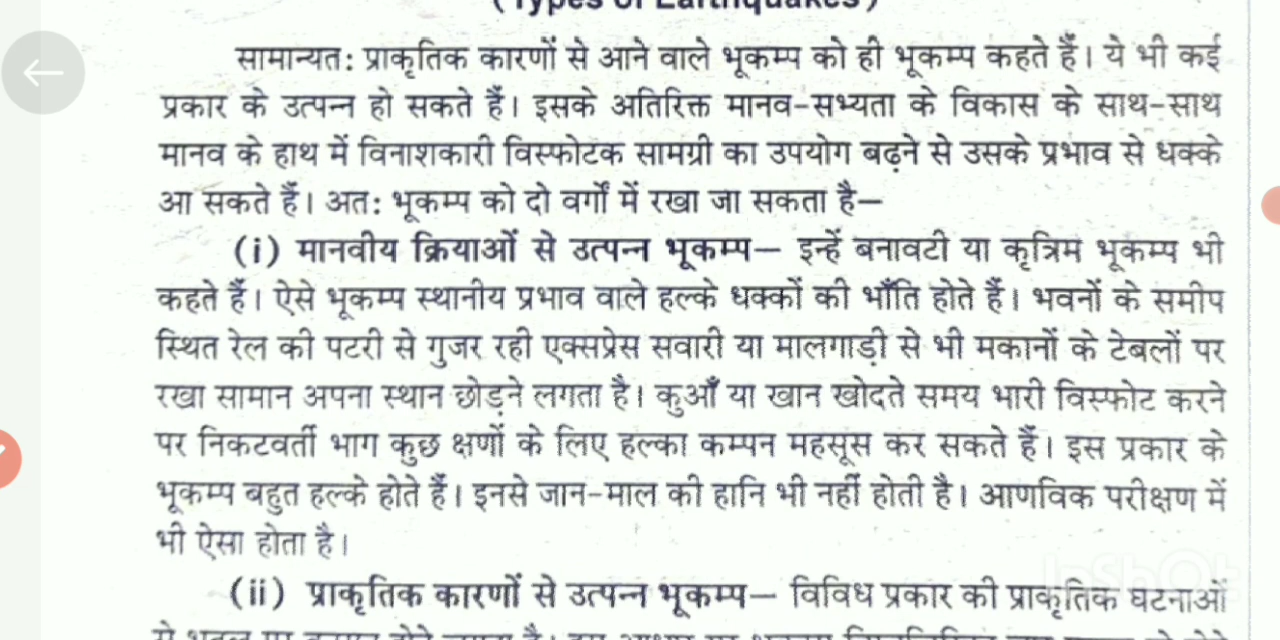 (Types of Earthquakes)
सामान्यतः प्राकृतिक कारणों से आने वाले भूकम्प को ही भूकम्प कहते हैं। ये भी कई
प्रकार के उत्पन्न हो सकते हैं। इसके अतिरिक्त मानव-सभ्यता के विकास के साथ-साथ
मानव के हाथ में विनाशकारी विस्फोटक सामग्री का उपयोग बढ़ने से उसके प्रभाव से धक्के
आ सकते हैं। अतः भूकम्प को दो वर्गों में रखा जा सकता है—
(i) मानवीय क्रियाओं से उत्पन्न भूकम्प— इन्हें बनावटी या कृत्रिम भूकम्प भी
कहते हैं। ऐसे भूकम्प स्थानीय प्रभाव वाले हल्के धक्कों की भाँति होते हैं। भवनों के समीप
स्थित रेल की पटरी से गुजर रही एक्सप्रेस सवारी या मालगाड़ी से भी मकानों के टेबलों पर
रखा सामान अपना स्थान छोड़ने लगता है। कुआँ या खान खोदते समय भारी विस्फोट करने
पर निकटवर्ती भाग कुछ क्षणों के लिए हल्का कम्पन महसूस कर सकते हैं। इस प्रकार के
भूकम्प बहुत हल्के होते हैं। इनसे जान-माल की हानि भी नहीं होती है। आणविक परीक्षण में
भी ऐसा होता है।
(ii) प्राकृतिक कारणों से उत्पन्न भूकम्प— विविध प्रकार की प्राकृतिक घटनाओं
InShOt